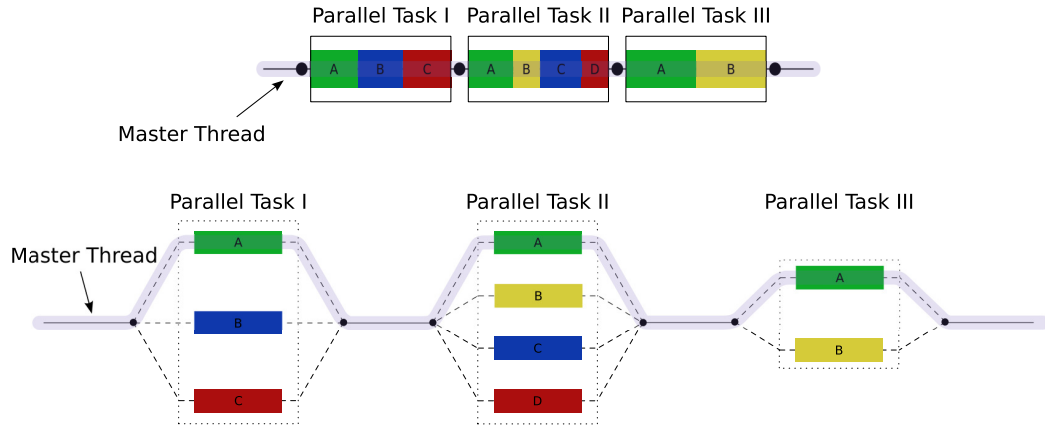 Parallel Task I Parallel Task II Parallel Task III
A B C A B C D A B
Master Thread
Parallel Task I Parallel Task II Parallel Task III
A A
Master Thread
A
B
B
C
B
C D